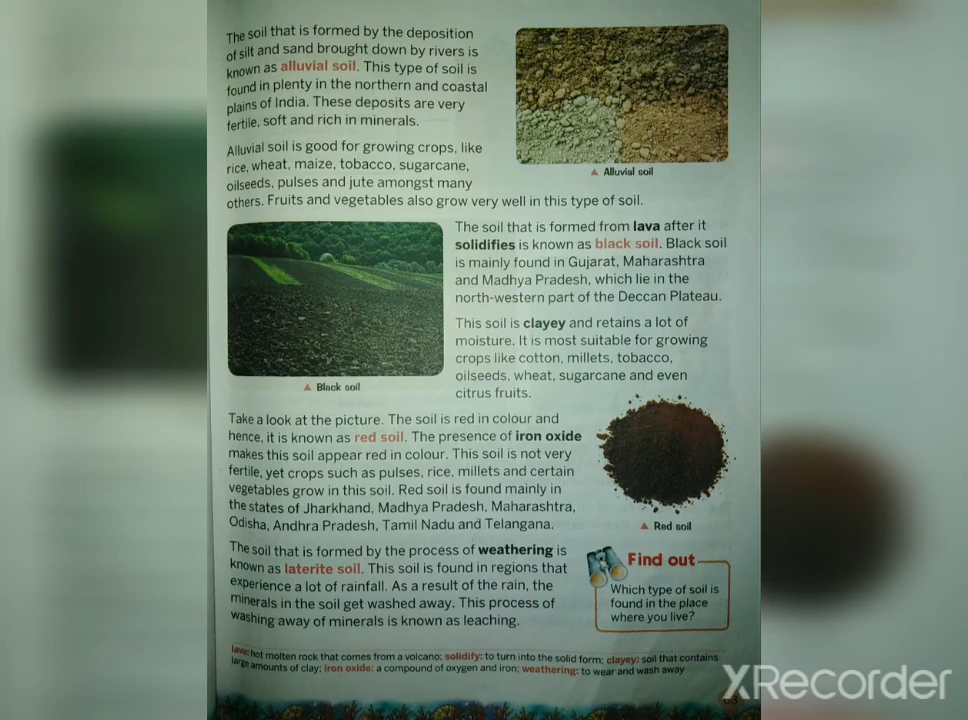 The soil that is formed by the deposition
of silt and sand brought down by rivers is
known as alluvial soil. This type of soil is
found in plenty in the northern and coastal
plains of India. These deposits are very
fertile, soft and rich in minerals.
Alluvial soil is good for growing crops, like
rice, wheat, maize, tobacco, sugarcane,
oilseeds, pulses and jute amongst many
others. Fruits and vegetables also grow very well in this type of soil.
▲ Alluvial soil
The soil that is formed from lava after it
solidifies is known as black soil. Black soil
is mainly found in Gujarat, Maharashtra
and Madhya Pradesh, which lie in the
north-western part of the Deccan Plateau.
This soil is clayey and retains a lot of
moisture. It is most suitable for growing
crops like cotton, millets, tobacco,
oilseeds, wheat, sugarcane and even
citrus fruits.
▲ Black soil
Take a look at the picture. The soil is red in colour and
hence, it is known as red soil. The presence of iron oxide
makes this soil appear red in colour. This soil is not very
fertile, yet crops such as pulses, rice, millets and certain
vegetables grow in this soil. Red soil is found mainly in
the states of Jharkhand, Madhya Pradesh, Maharashtra,
Odisha, Andhra Pradesh, Tamil Nadu and Telangana.
▲ Red soil
The soil that is formed by the process of weathering is
known as laterite soil. This soil is found in regions that
experience a lot of rainfall. As a result of the rain, the
minerals in the soil get washed away. This process of
washing away of minerals is known as leaching.
Find out
Which type of soil is
found in the place
where you live?
lava: hot molten rock that comes from a volcano; solidify: to turn into the solid form; clayey: soil that contains
large amounts of clay; iron oxide: a compound of oxygen and iron; weathering: to wear and wash away
XRecorder